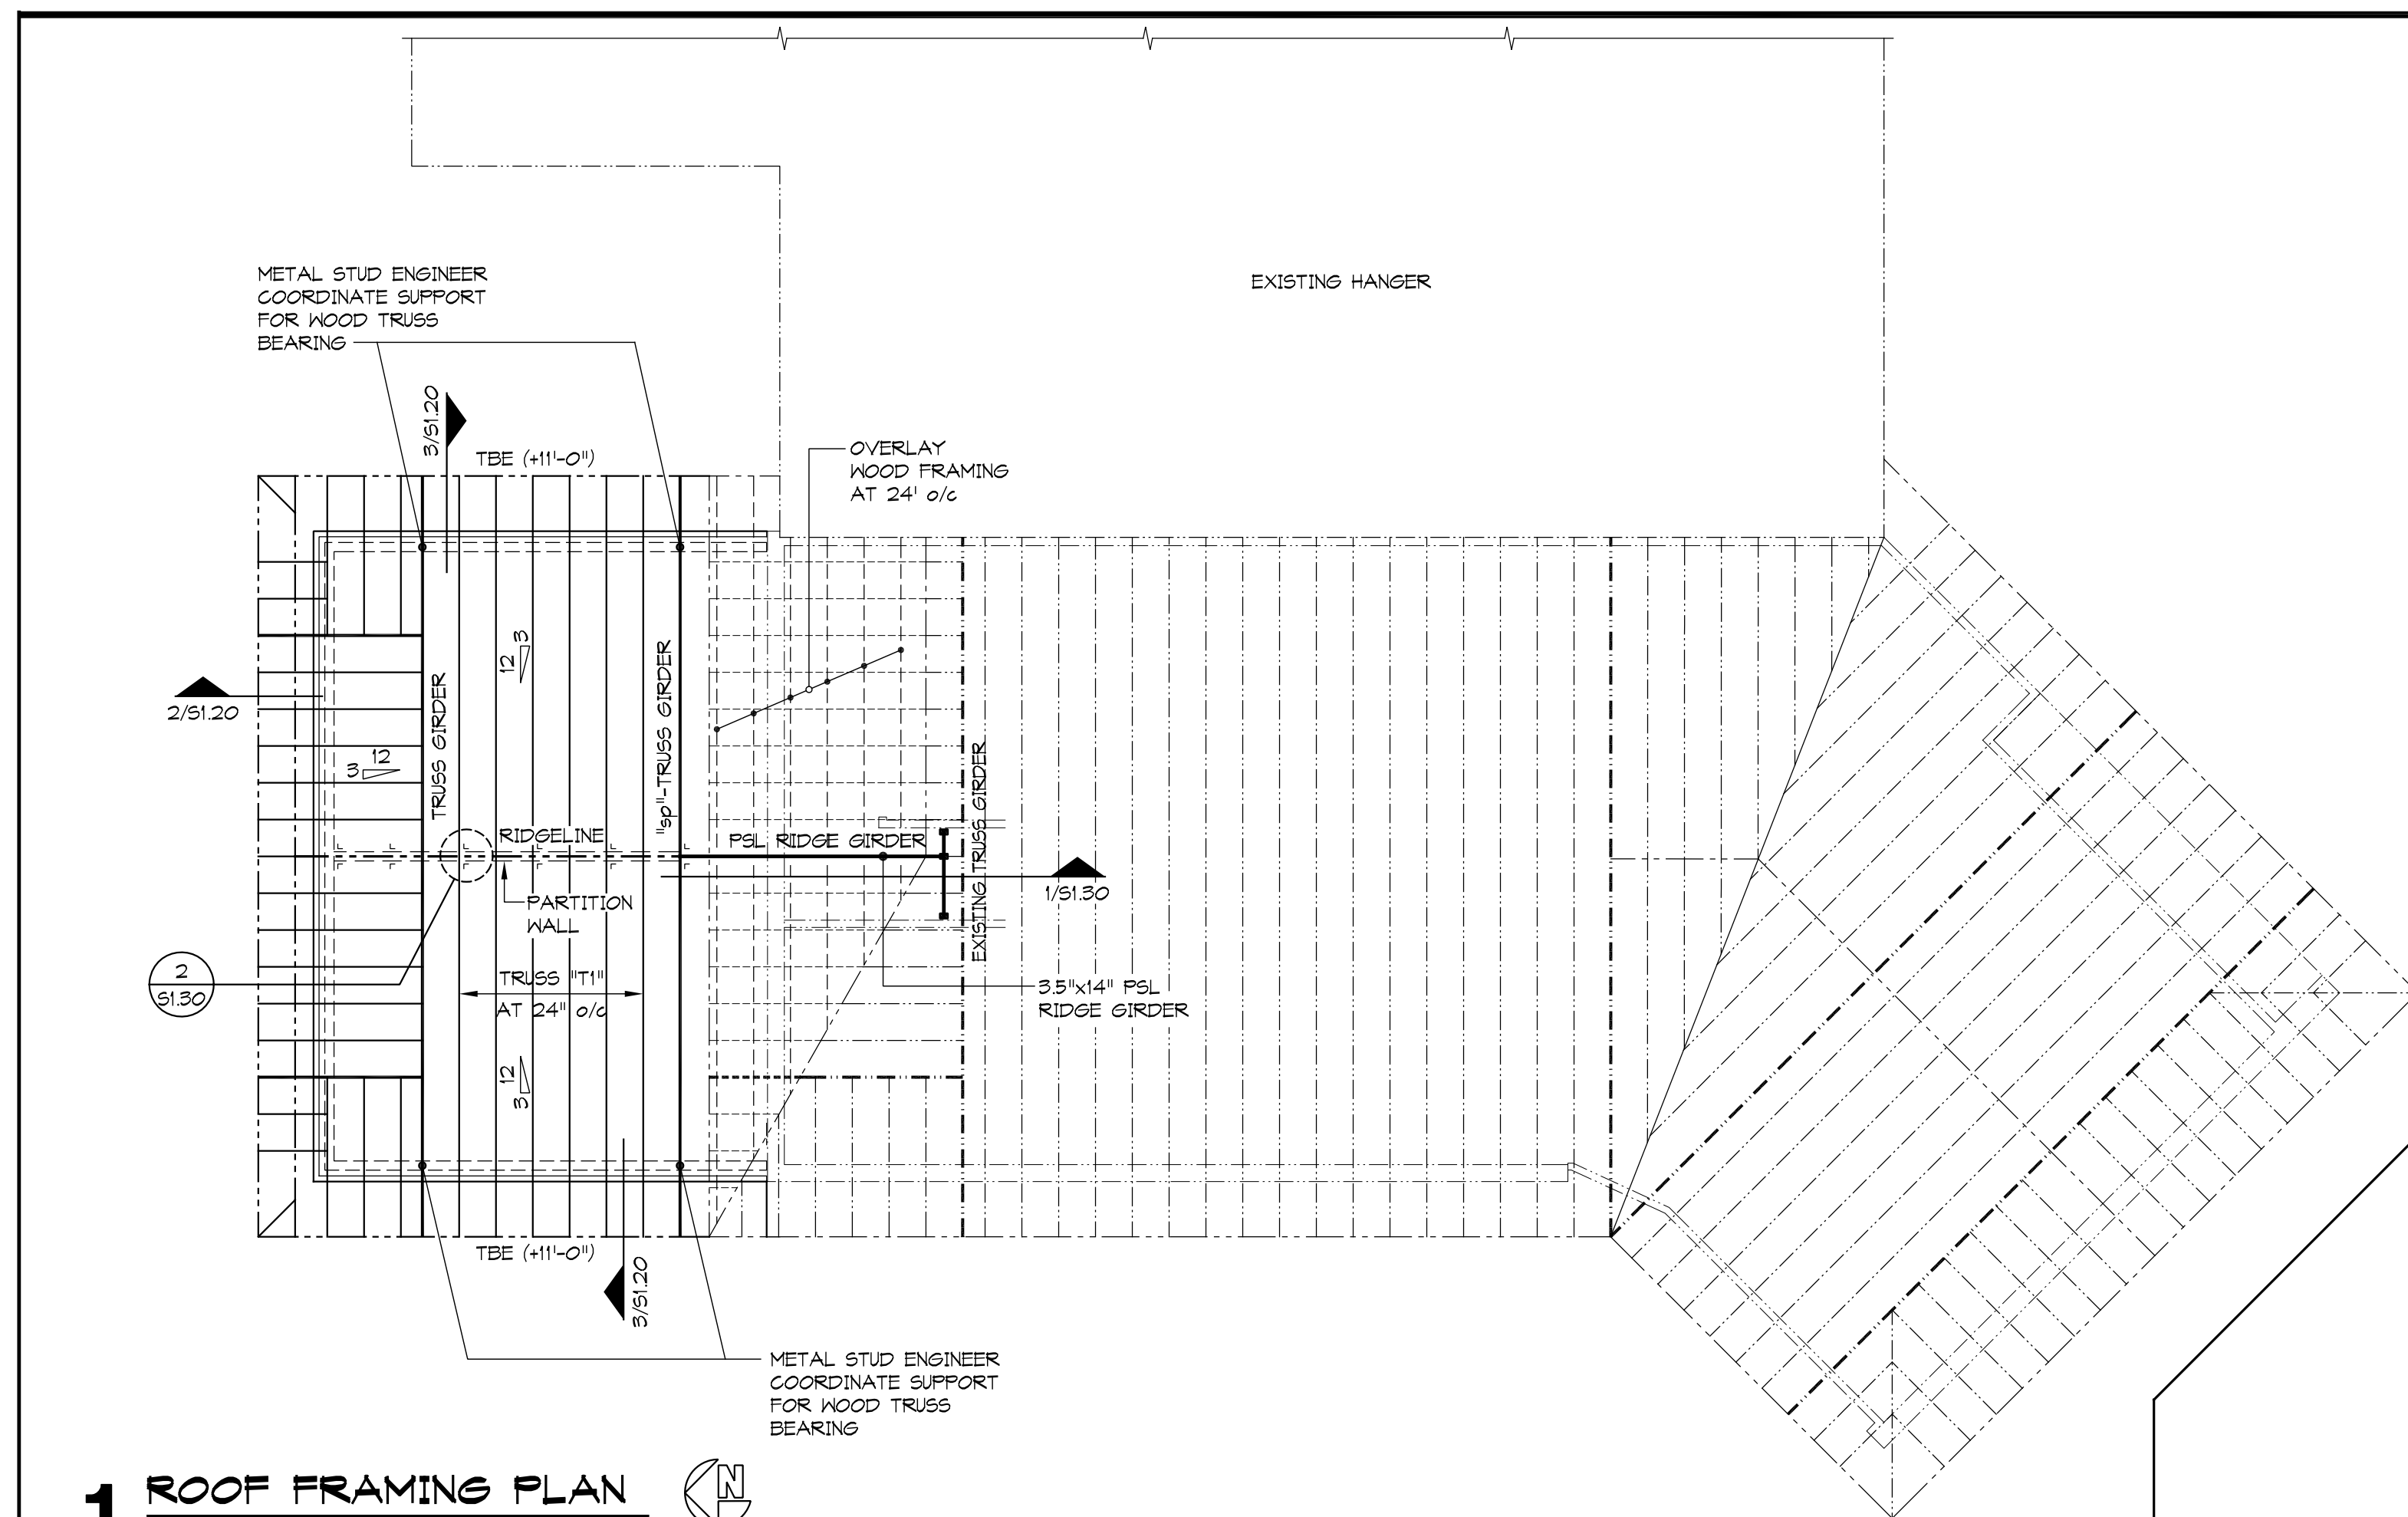 EXISTING HANGER
METAL STUD ENGINEER
COORDINATE SUPPORT
FOR WOOD TRUSS
BEARING
3/S1.20
TBE (+11'-0")
OVERLAY
WOOD FRAMING
AT 24' o/c
12
3
TRUSS GIRDER
"sp"-TRUSS GIRDER
2/S1.20
12
3
EXISTING TRUSS GIRDER
RIDGELINE
PSL RIDGE GIRDER
1/S1.30
PARTITION
WALL
2
S1.30
TRUSS "T1"
AT 24" o/c
3.5"x14" PSL
RIDGE GIRDER
12
3
TBE (+11'-0")
3/S1.20
METAL STUD ENGINEER
COORDINATE SUPPORT
FOR WOOD TRUSS
BEARING
1 ROOF FRAMING PLAN
N